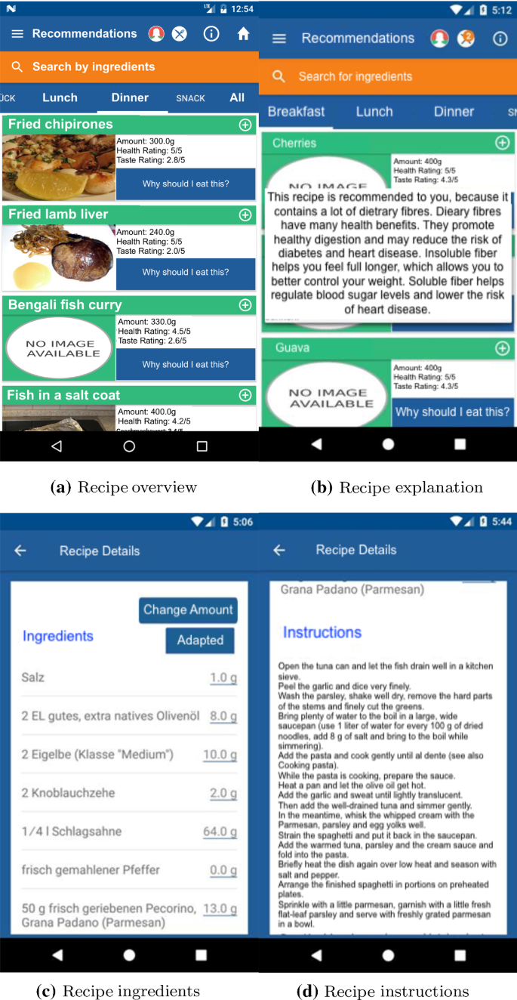 LTE 12:54
Recommendations
Search by ingredients
ÜCK Lunch Dinner SNACK All
Fried chipirones
Amount: 300.0g
Health Rating: 5/5
Taste Rating: 2.8/5
Why should I eat this?
Fried lamb liver
Amount: 240.0g
Health Rating: 5/5
Taste Rating: 2.0/5
Why should I eat this?
Bengali fish curry
NO IMAGE
AVAILABLE
Amount: 330.0g
Health Rating: 4.5/5
Taste Rating: 2.6/5
Why should I eat this?
Fish in a salt coat
Amount: 400.0g
Health Rating: 4.2/5
Geschmackswert: 3.4/5
(a) Recipe overview
5:12
Recommendations 2
Search for ingredients
Breakfast Lunch Dinner SN
Cherries
NO IMAGE
Amount: 400g
Health Rating: 5/5
Taste Rating: 4.3/5
This recipe is recommended to you, because it
contains a lot of dietrary fibres. Dieary fibres
have many health benefits. They promote
healthy digestion and may reduce the risk of
diabetes and heart disease. Insoluble fiber
helps you feel full longer, which allows you to
better control your weight. Soluble fiber helps
regulate blood sugar levels and lower the risk
of heart disease.
Guava
NO IMAGE
AVAILABLE
Amount: 400g
Health Rating: 5/5
Taste Rating: 4.3/5
Why should I eat this?
(b) Recipe explanation
5:06
Recipe Details
Change Amount
Ingredients Adapted
Salz 1.0 g
2 EL gutes, extra natives Olivenöl 8.0 g
2 Eigelbe (Klasse "Medium") 10.0 g
2 Knoblauchzehe 2.0 g
1/4 l Schlagsahne 64.0 g
frisch gemahlener Pfeffer 0.0 g
50 g frisch geriebenen Pecorino, 13.0 g
Grana Padano (Parmesan)
(c) Recipe ingredients
5:44
Recipe Details
Grana Padano (Parmesan)
Instructions
Open the tuna can and let the fish drain well in a kitchen
sieve.
Peel the garlic and dice very finely.
Wash the parsley, shake well dry, remove the hard parts
of the stems and finely cut the greens.
Bring plenty of water to the boil in a large, wide
saucepan (use 1 liter of water for every 100 g of dried
noodles, add 8 g of salt and bring to the boil while
simmering).
Add the pasta and cook gently until al dente (see also
Cooking pasta).
While the pasta is cooking, prepare the sauce.
Heat a pan and let the olive oil get hot.
Add the garlic and sweat until lightly translucent.
Then add the well-drained tuna and simmer gently.
In the meantime, whisk the whipped cream with the
Parmesan, parsley and egg yolks well.
Strain the spaghetti and put it back in the saucepan.
Add the warmed tuna, parsley and the cream sauce and
fold into the pasta.
Briefly heat the dish again over low heat and season with
salt and pepper.
Arrange the finished spaghetti in portions on preheated
plates.
Sprinkle with a little parmesan, garnish with a little fresh
flat-leaf parsley and serve with freshly grated parmesan
in a bowl.
(d) Recipe instructions